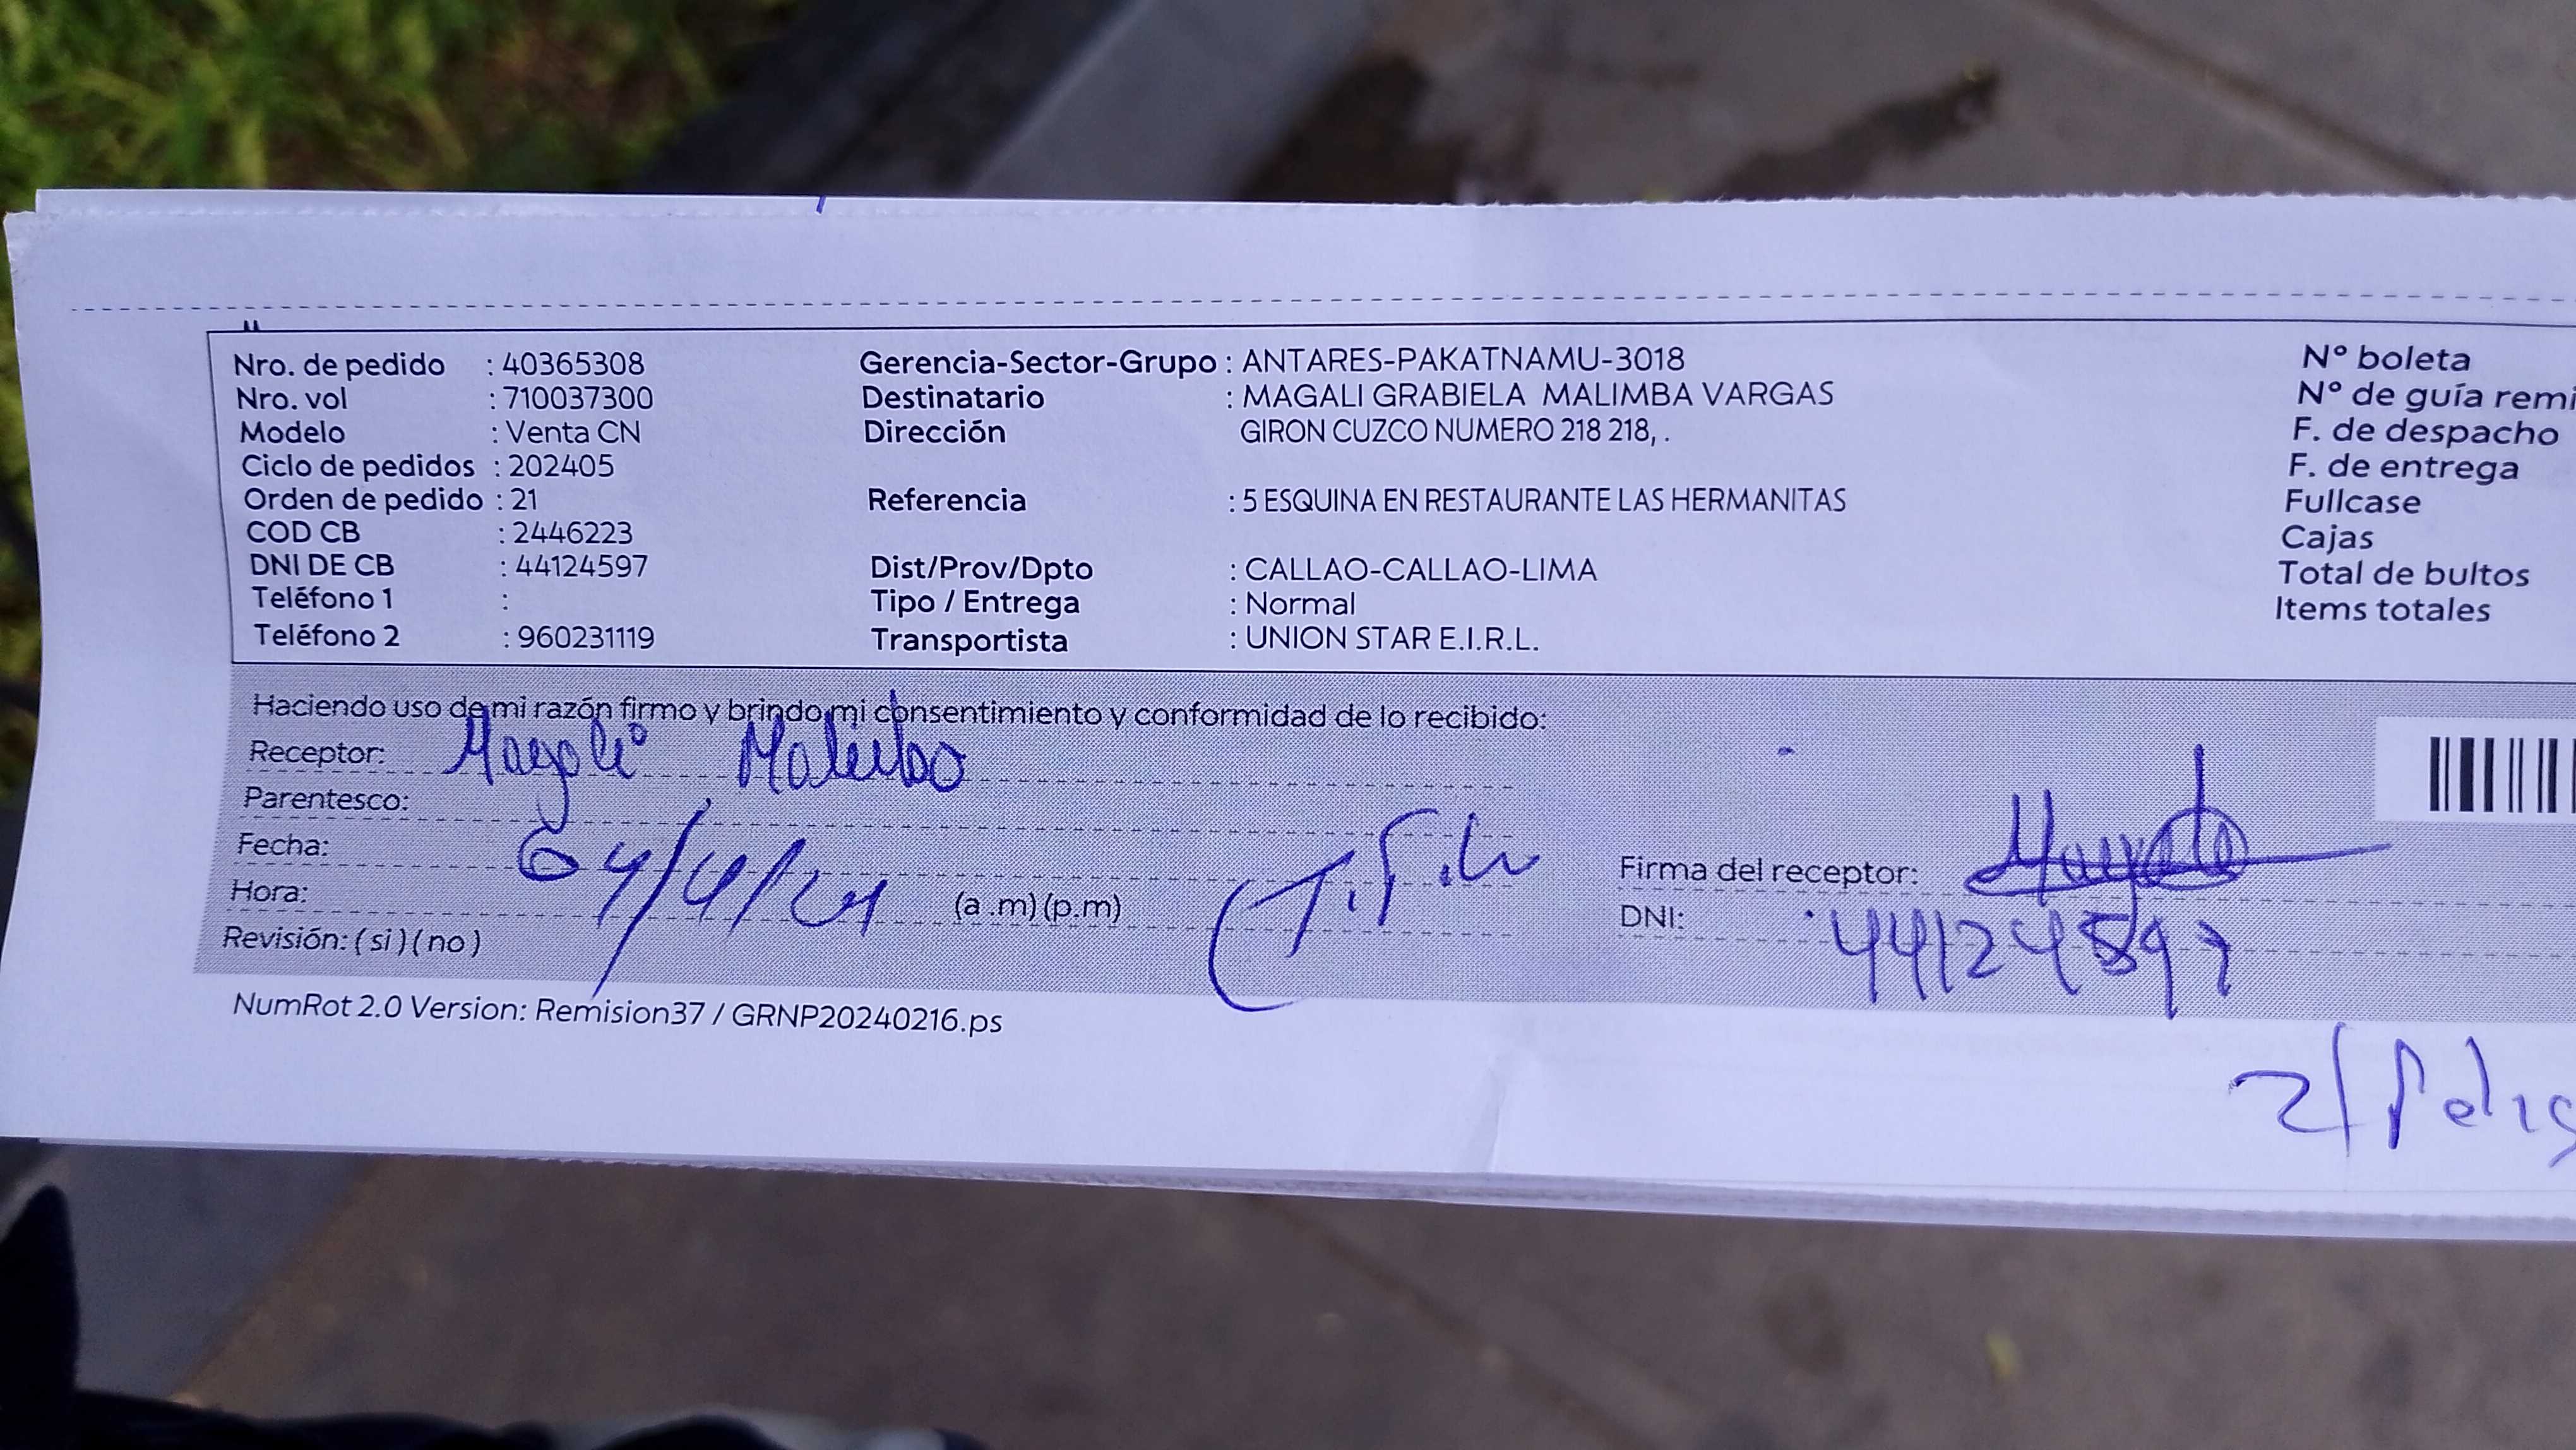 Nro. de pedido : 40365308
Nro. vol : 710037300
Modelo : Venta CN
Ciclo de pedidos : 202405
Orden de pedido : 21
COD CB : 2446223
DNI DE CB : 44124597
Teléfono 1 :
Teléfono 2 : 960231119
Gerencia-Sector-Grupo : ANTARES-PAKATNAMU-3018
Destinatario : MAGALI GRABIELA MALIMBA VARGAS
Dirección GIRON CUZCO NUMERO 218 218, .
Referencia : 5 ESQUINA EN RESTAURANTE LAS HERMANITAS
Dist/Prov/Dpto : CALLAO-CALLAO-LIMA
Tipo / Entrega : Normal
Transportista : UNION STAR E.I.R.L.
N° boleta
N° de guía remi
F. de despacho
F. de entrega
Fullcase
Cajas
Total de bultos
Items totales
Haciendo uso de mi razón firmo y brindo mi consentimiento y conformidad de lo recibido:
Receptor: Magali
Parentesco:
Fecha: 04/4/24
Hora: (a .m) (p.m)
Revisión: ( si ) ( no )
Firma del receptor:
DNI: 44124597
NumRot 2.0 Version: Remision37 / GRNP20240216.ps